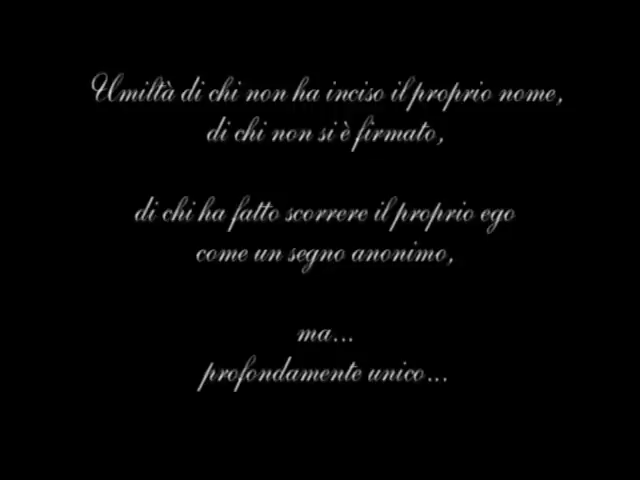 Umiltà di chi non ha inciso il proprio nome,
di chi non si è firmato,
di chi ha fatto scorrere il proprio ego
come un segno anonimo,
ma...
profondamente unico...